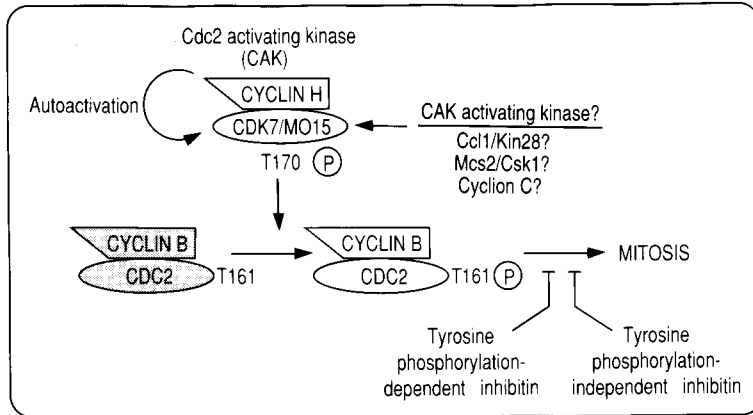 Cdc2 activating kinase
(CAK)
CYCLIN H
Autoactivation
CDK7/MO15
T170 P
CAK activating kinase?
Ccl1/Kin28?
Mcs2/Csk1?
Cyclion C?
CYCLIN B
CDC2
T161
CYCLIN B
CDC2
T161 P
MITOSIS
Tyrosine
phosphorylation-
dependent inhibitin
Tyrosine
phosphorylation-
independent inhibitin